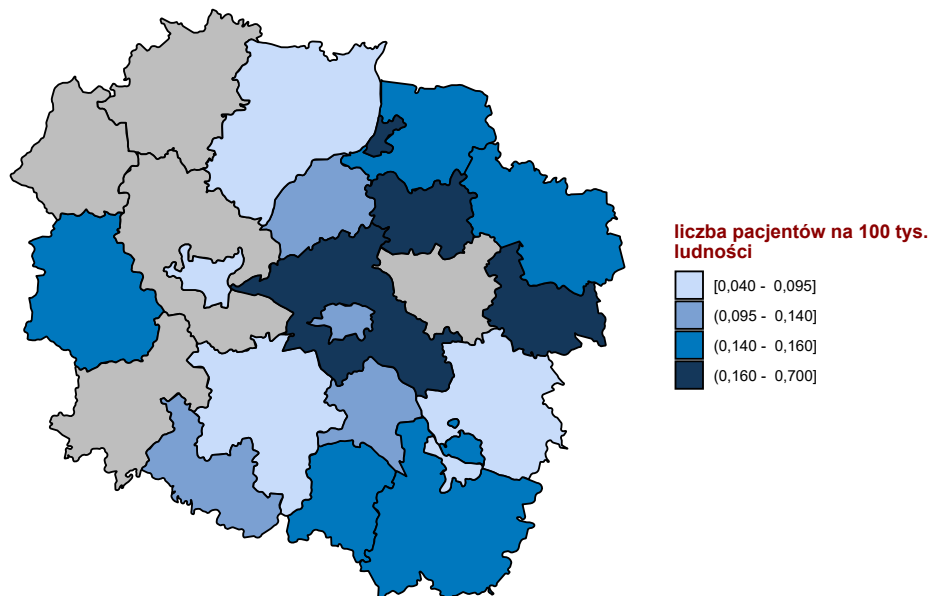 liczba pacjentów na 100 tys.
ludności
[0,040 - 0,095]
(0,095 - 0,140]
(0,140 - 0,160]
(0,160 - 0,700]